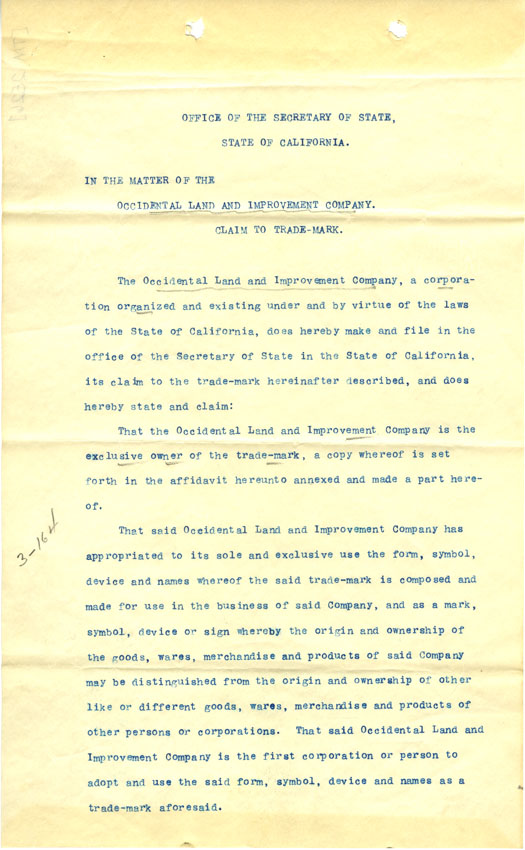 OFFICE OF THE SECRETARY OF STATE,
STATE OF CALIFORNIA.
IN THE MATTER OF THE
OCCIDENTAL LAND AND IMPROVEMENT COMPANY.
CLAIM TO TRADE-MARK.
The Occidental Land and Improvement Company, a corpora-
tion organized and existing under and by virtue of the laws
of the State of California, does hereby make and file in the
office of the Secretary of State in the State of California,
its claim to the trade-mark hereinafter described, and does
hereby state and claim:
That the Occidental Land and Improvement Company is the
exclusive owner of the trade-mark, a copy whereof is set
forth in the affidavit hereunto annexed and made a part here-
of.
3-164
That said Occidental Land and Improvement Company has
appropriated to its sole and exclusive use the form, symbol,
device and names whereof the said trade-mark is composed and
made for use in the business of said Company, and as a mark,
symbol, device or sign whereby the origin and ownership of
the goods, wares, merchandise and products of said Company
may be distinguished from the origin and ownership of other
like or different goods, wares, merchandise and products of
other persons or corporations. That said Occidental Land and
Improvement Company is the first corporation or person to
adopt and use the said form, symbol, device and names as a
trade-mark aforesaid.